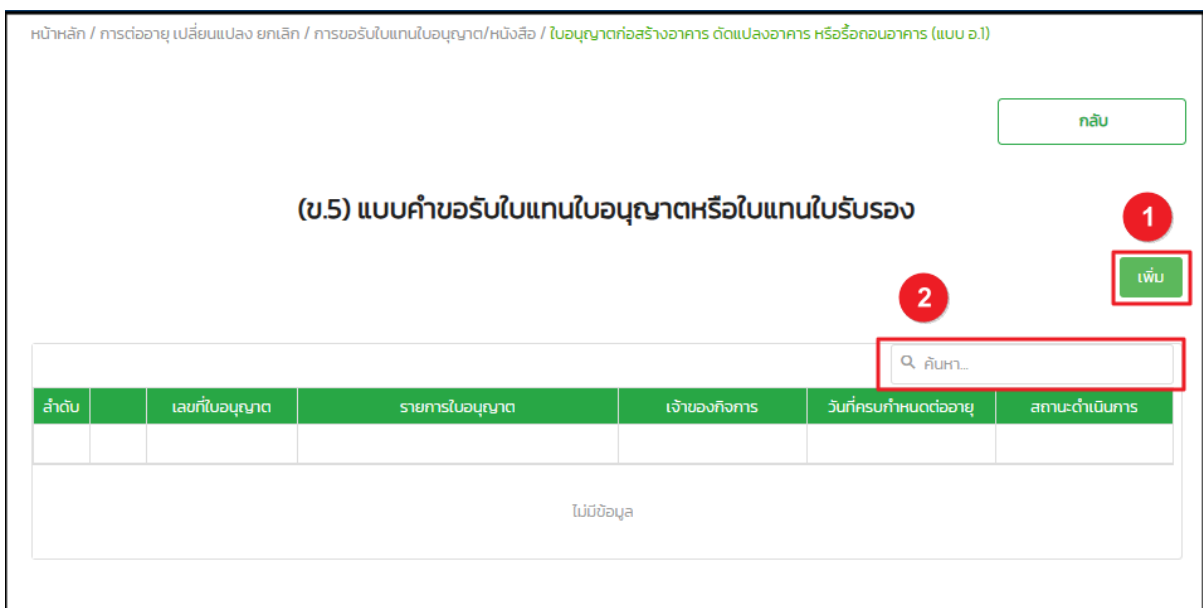 หน้าหลัก / การต่ออายุ เปลี่ยนแปลง ยกเลิก / การขอรับใบแทนใบอนุญาต/หนังสือ / ใบอนุญาตก่อสร้างอาคาร ดัดแปลงอาคาร หรือรื้อถอนอาคาร (แบบ อ.1)
กลับ
(ข.5) แบบคำขอรับใบแทนใบอนุญาตหรือใบแทนใบรับรอง
1
เพิ่ม
2
ค้นหา...
ลำดับ เลขที่ใบอนุญาต รายการใบอนุญาต เจ้าของกิจการ วันที่ครบกำหนดต่ออายุ สถานะดำเนินการ
ไม่มีข้อมูล